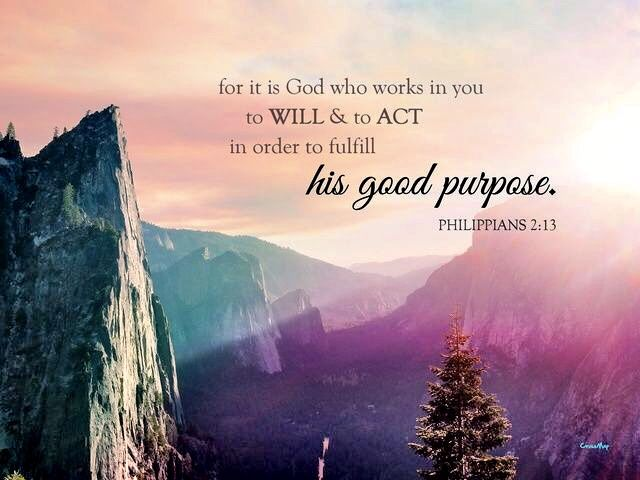 for it is God who works in you
to WILL & to ACT
in order to fulfill
his good purpose.
PHILIPPIANS 2:13